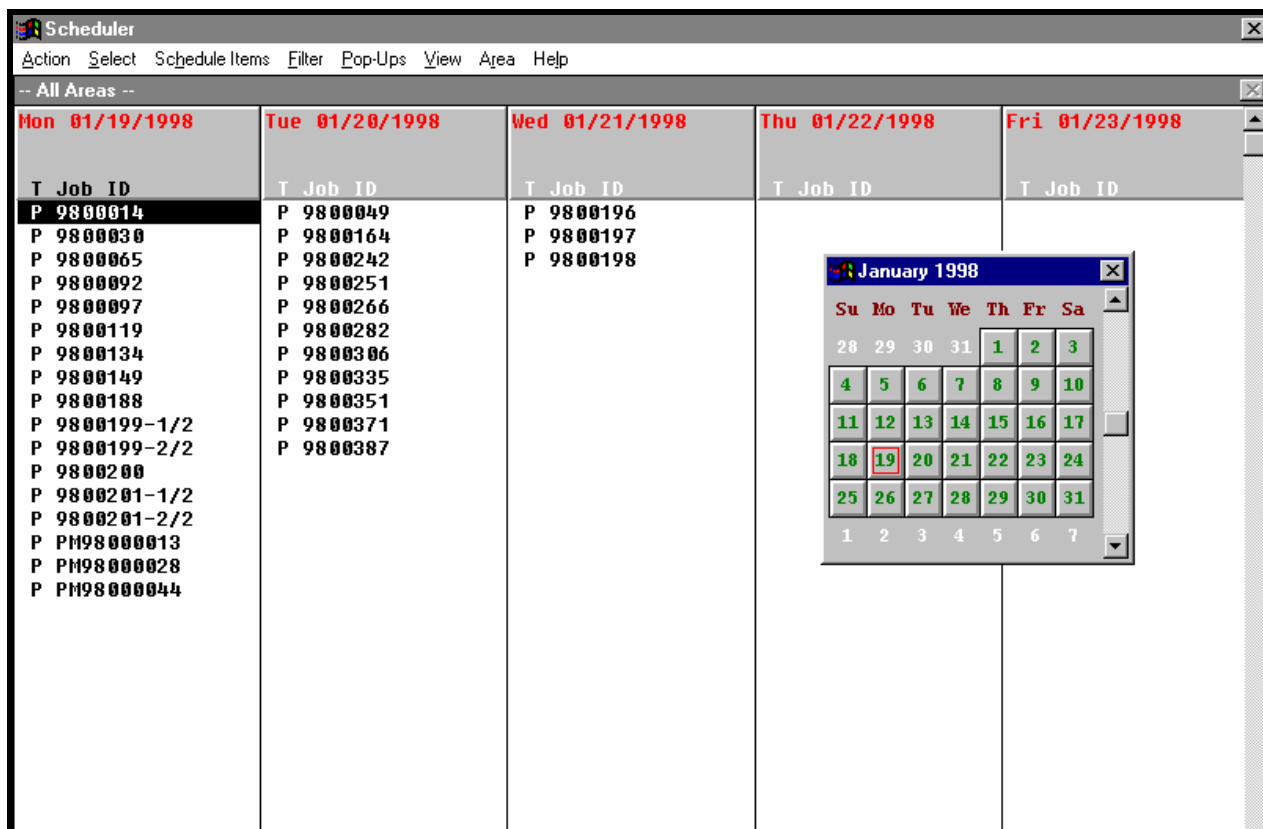 Scheduler
Action Select Schedule Items Filter Pop-Ups View Area Help
-- All Areas --
Mon 01/19/1998
T Job ID
P 9800014
P 9800030
P 9800065
P 9800092
P 9800097
P 9800119
P 9800134
P 9800149
P 9800188
P 9800199-1/2
P 9800199-2/2
P 9800200
P 9800201-1/2
P 9800201-2/2
P PM98000013
P PM98000028
P PM98000044
Tue 01/20/1998
T Job ID
P 9800049
P 9800164
P 9800242
P 9800251
P 9800266
P 9800282
P 9800306
P 9800335
P 9800351
P 9800371
P 9800387
Wed 01/21/1998
T Job ID
P 9800196
P 9800197
P 9800198
Thu 01/22/1998
T Job ID
Fri 01/23/1998
T Job ID
January 1998
Su Mo Tu We Th Fr Sa
28 29 30 31 1 2 3
4 5 6 7 8 9 10
11 12 13 14 15 16 17
18 19 20 21 22 23 24
25 26 27 28 29 30 31
1 2 3 4 5 6 7